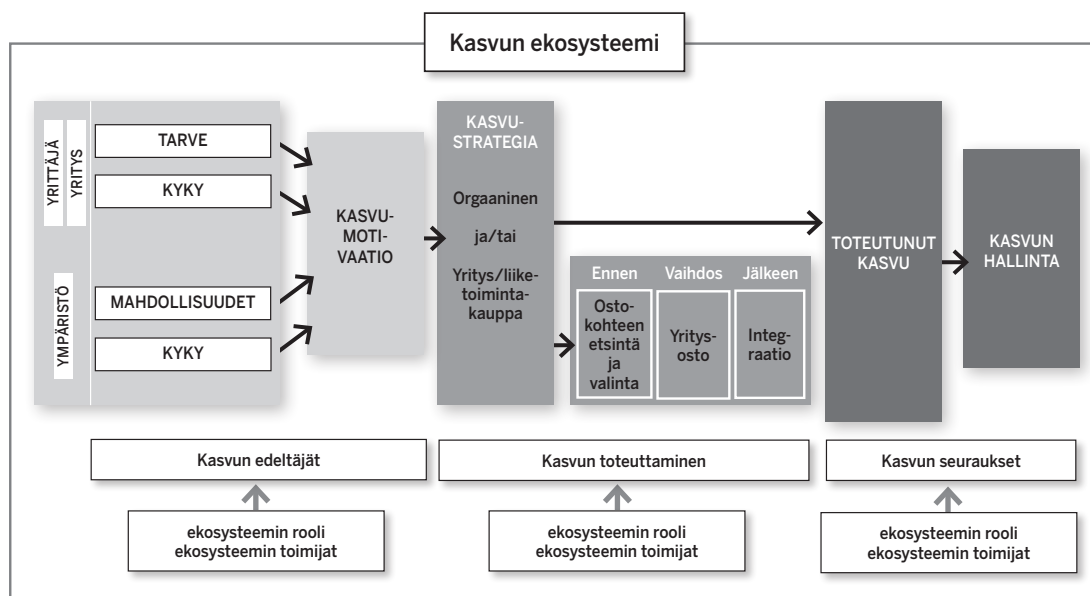 Kasvun ekosysteemi
YRITTÄJÄ
YRITYS
TARVE
KYKY
YMPÄRISTÖ
MAHDOLLISUUDET
KYKY
KASVU-
MOTI-
VAATIO
KASVU-
STRATEGIA
Orgaaninen
ja/tai
Yritys/liike-
toiminta-
kauppa
Ennen
Osto-
kohteen
etsintä
ja
valinta
Vaihdos
Yritys-
osto
Jälkeen
Integ-
raatio
TOTEUTUNUT
KASVU
KASVUN
HALLINTA
Kasvun edeltäjät
Kasvun toteuttaminen
Kasvun seuraukset
ekosysteemin rooli
ekosysteemin toimijat
ekosysteemin rooli
ekosysteemin toimijat
ekosysteemin rooli
ekosysteemin toimijat